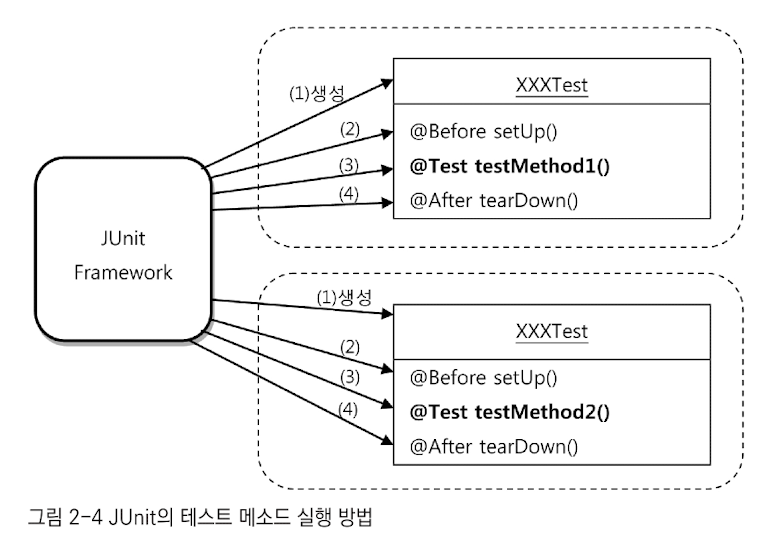 (1)생성
XXXTest
(2)
@Before setUp()
(3)
@Test testMethod1()
(4)
@After tearDown()
JUnit
Framework
(1)생성
XXXTest
(2)
@Before setUp()
(3)
@Test testMethod2()
(4)
@After tearDown()
그림 2-4 JUnit의 테스트 메소드 실행 방법